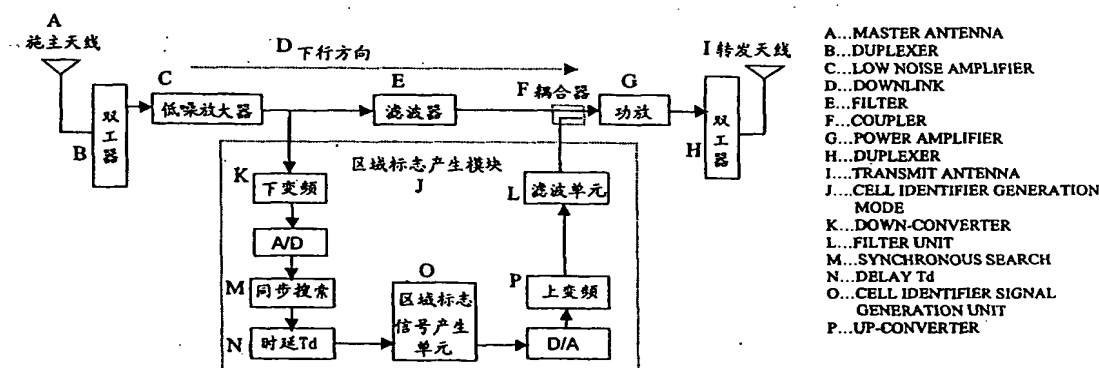 A
施主天线
D 下行方向
C
E
F 耦合器
G
I 转发天线
B
双工器
低噪放大器
滤波器
功放
H
双工器
区域标志产生模块
J
K
下变频
L
滤波单元
A/D
M
同步搜索
O
区域标志
信号产生
单元
P
上变频
N
时延Td
D/A
A...MASTER ANTENNA
B...DUPLEXER
C...LOW NOISE AMPLIFIER
D...DOWNLINK
E...FILTER
F...COUPLER
G...POWER AMPLIFIER
H...DUPLEXER
I...TRANSMIT ANTENNA
J...CELL IDENTIFIER GENERATION
MODE
K...DOWN-CONVERTER
L...FILTER UNIT
M...SYNCHRONOUS SEARCH
N...DELAY Td
O...CELL IDENTIFIER SIGNAL
GENERATION UNIT
P...UP-CONVERTER